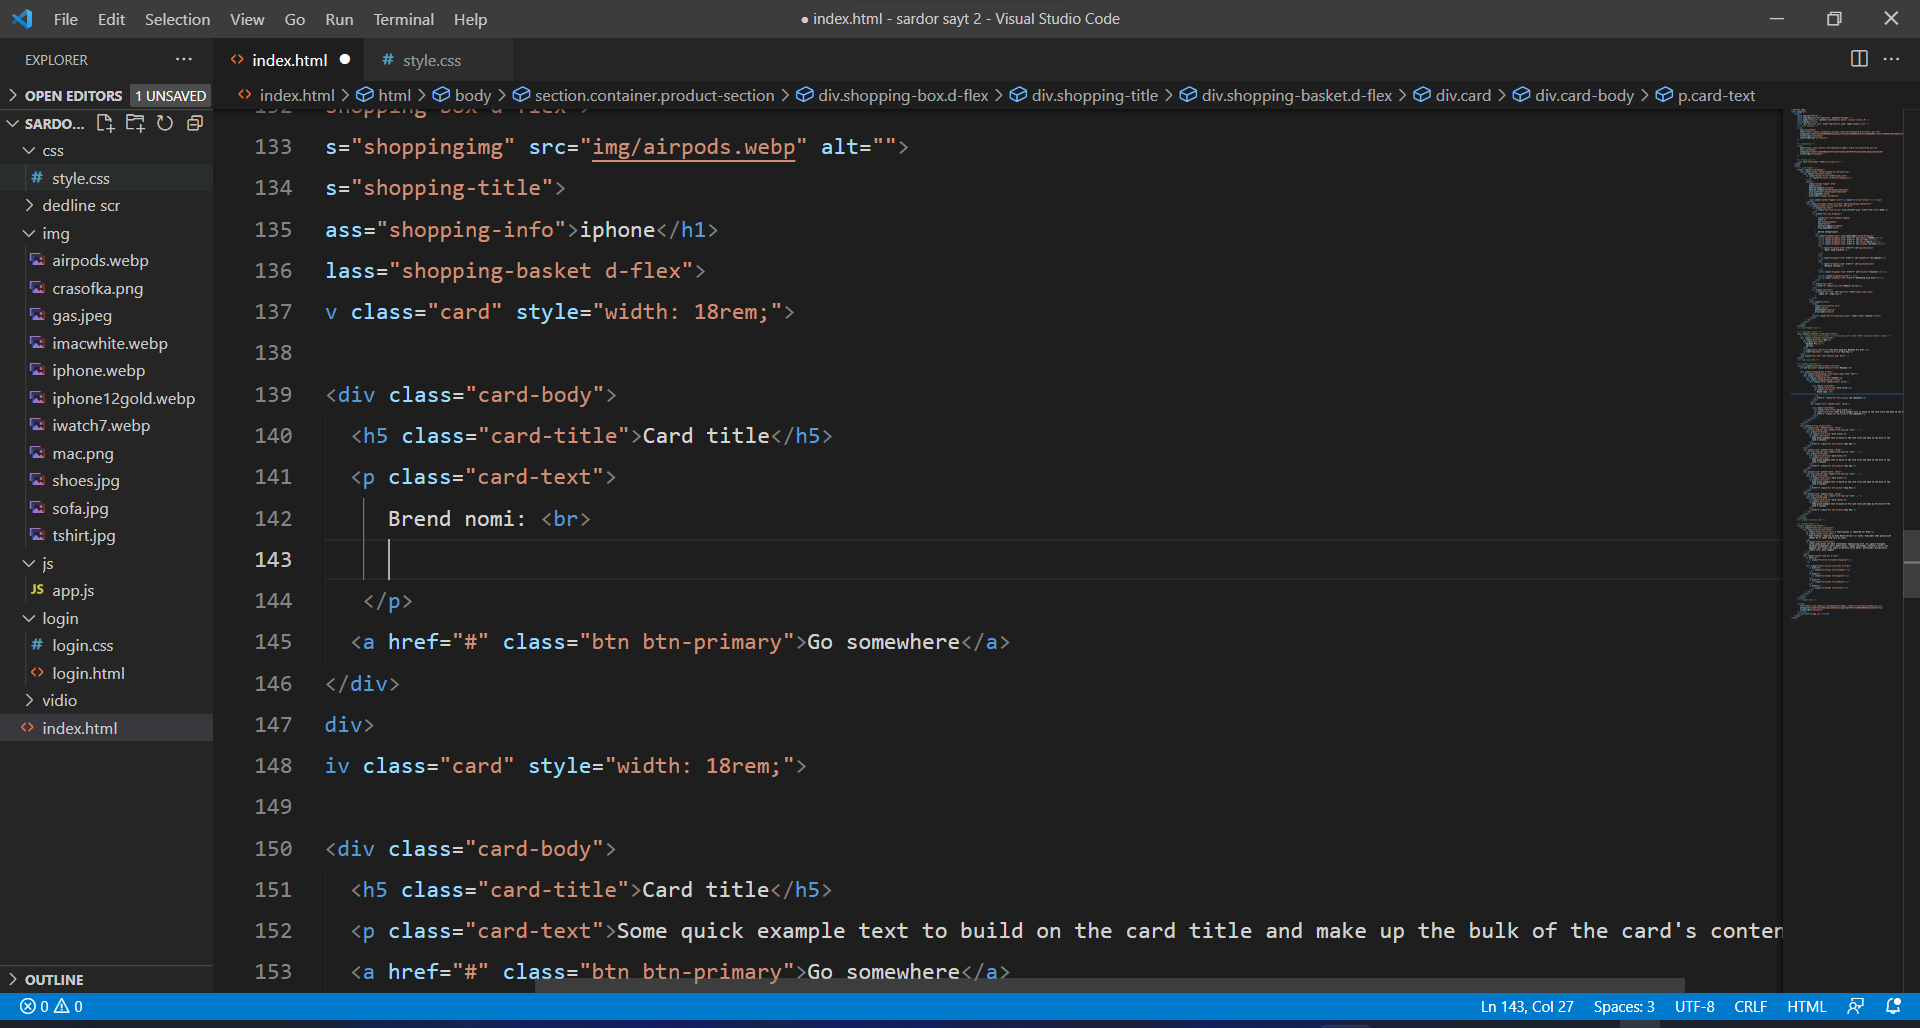 File Edit Selection View Go Run Terminal Help
● index.html - sardor sayt 2 - Visual Studio Code
EXPLORER
index.html
# style.css
OPEN EDITORS 1 UNSAVED
index.html > html > body > section.container.product-section > div.shopping-box.d-flex > div.shopping-title > div.shopping-basket.d-flex > div.card > div.card-body > p.card-text
SARDO...
css
# style.css
dedline scr
img
airpods.webp
crasofka.png
gas.jpeg
imacwhite.webp
iphone.webp
iphone12gold.webp
iwatch7.webp
mac.png
shoes.jpg
sofa.jpg
tshirt.jpg
js
JS app.js
login
# login.css
<> login.html
vidio
<> index.html
OUTLINE
132 shopping-box d-flex">
133 s="shoppingimg" src="img/airpods.webp" alt="">
134 s="shopping-title">
135 ass="shopping-info">iphone</h1>
136 lass="shopping-basket d-flex">
137 v class="card" style="width: 18rem;">
138
139 <div class="card-body">
140 <h5 class="card-title">Card title</h5>
141 <p class="card-text">
142 Brend nomi: <br>
143
144 </p>
145 <a href="#" class="btn btn-primary">Go somewhere</a>
146 </div>
147 div>
148 iv class="card" style="width: 18rem;">
149
150 <div class="card-body">
151 <h5 class="card-title">Card title</h5>
152 <p class="card-text">Some quick example text to build on the card title and make up the bulk of the card's conten
153 <a href="#" class="btn btn-primary">Go somewhere</a>
0 0
Ln 143, Col 27 Spaces: 3 UTF-8 CRLF HTML